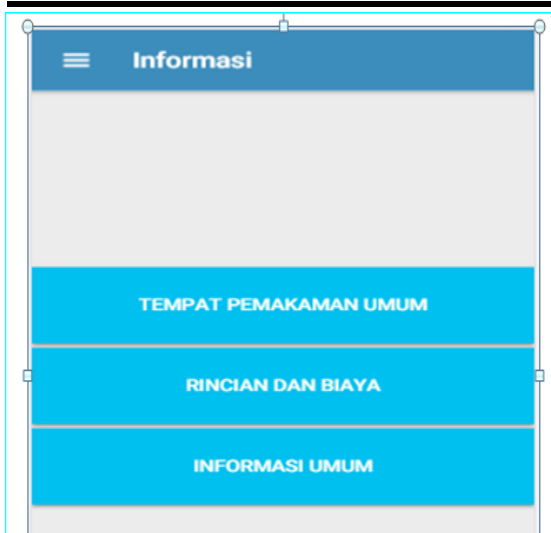 Informasi
TEMPAT PEMAKAMAN UMUM
RINCIAN DAN BIAYA
INFORMASI UMUM